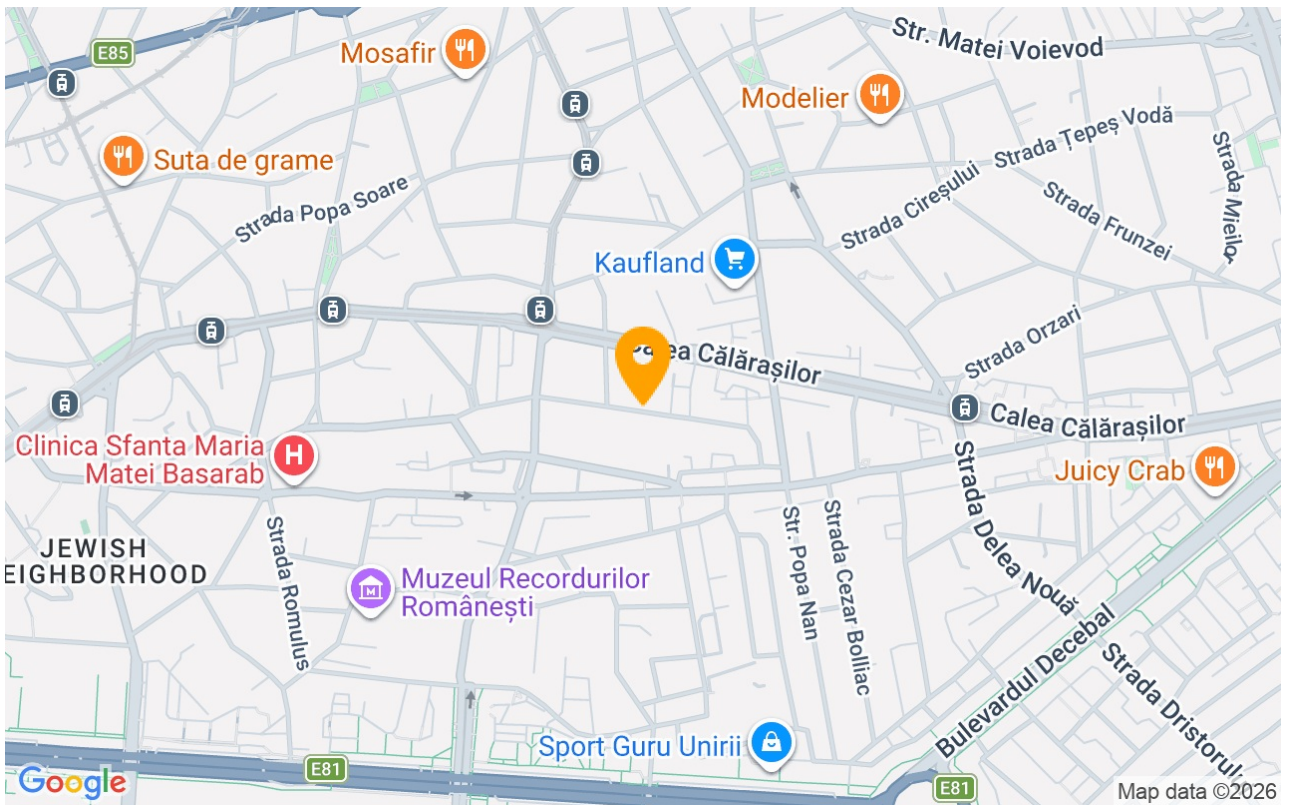 Str. Matei Voievod
E85
Mosafir
Modelier
Suta de grame
Strada Țepeș Vodă
Strada Popa Soare
Strada Cireșului
Strada Frunzei
Strada Mieilor
Kaufland
Strada Orzari
Calea Călărașilor
Calea Călărașilor
Clinica Sfanta Maria
Matei Basarab
H
Juicy Crab
Strada Delea Nouă
Str. Popa Nan
Strada Cezar Bolliac
Strada Romulus
JEWISH
EIGHBORHOOD
Muzeul Recordurilor
Românești
M
Bulevardul Decebal
Strada Dristorulu
Sport Guru Unirii
E81
E81
Google
Map data ©2026